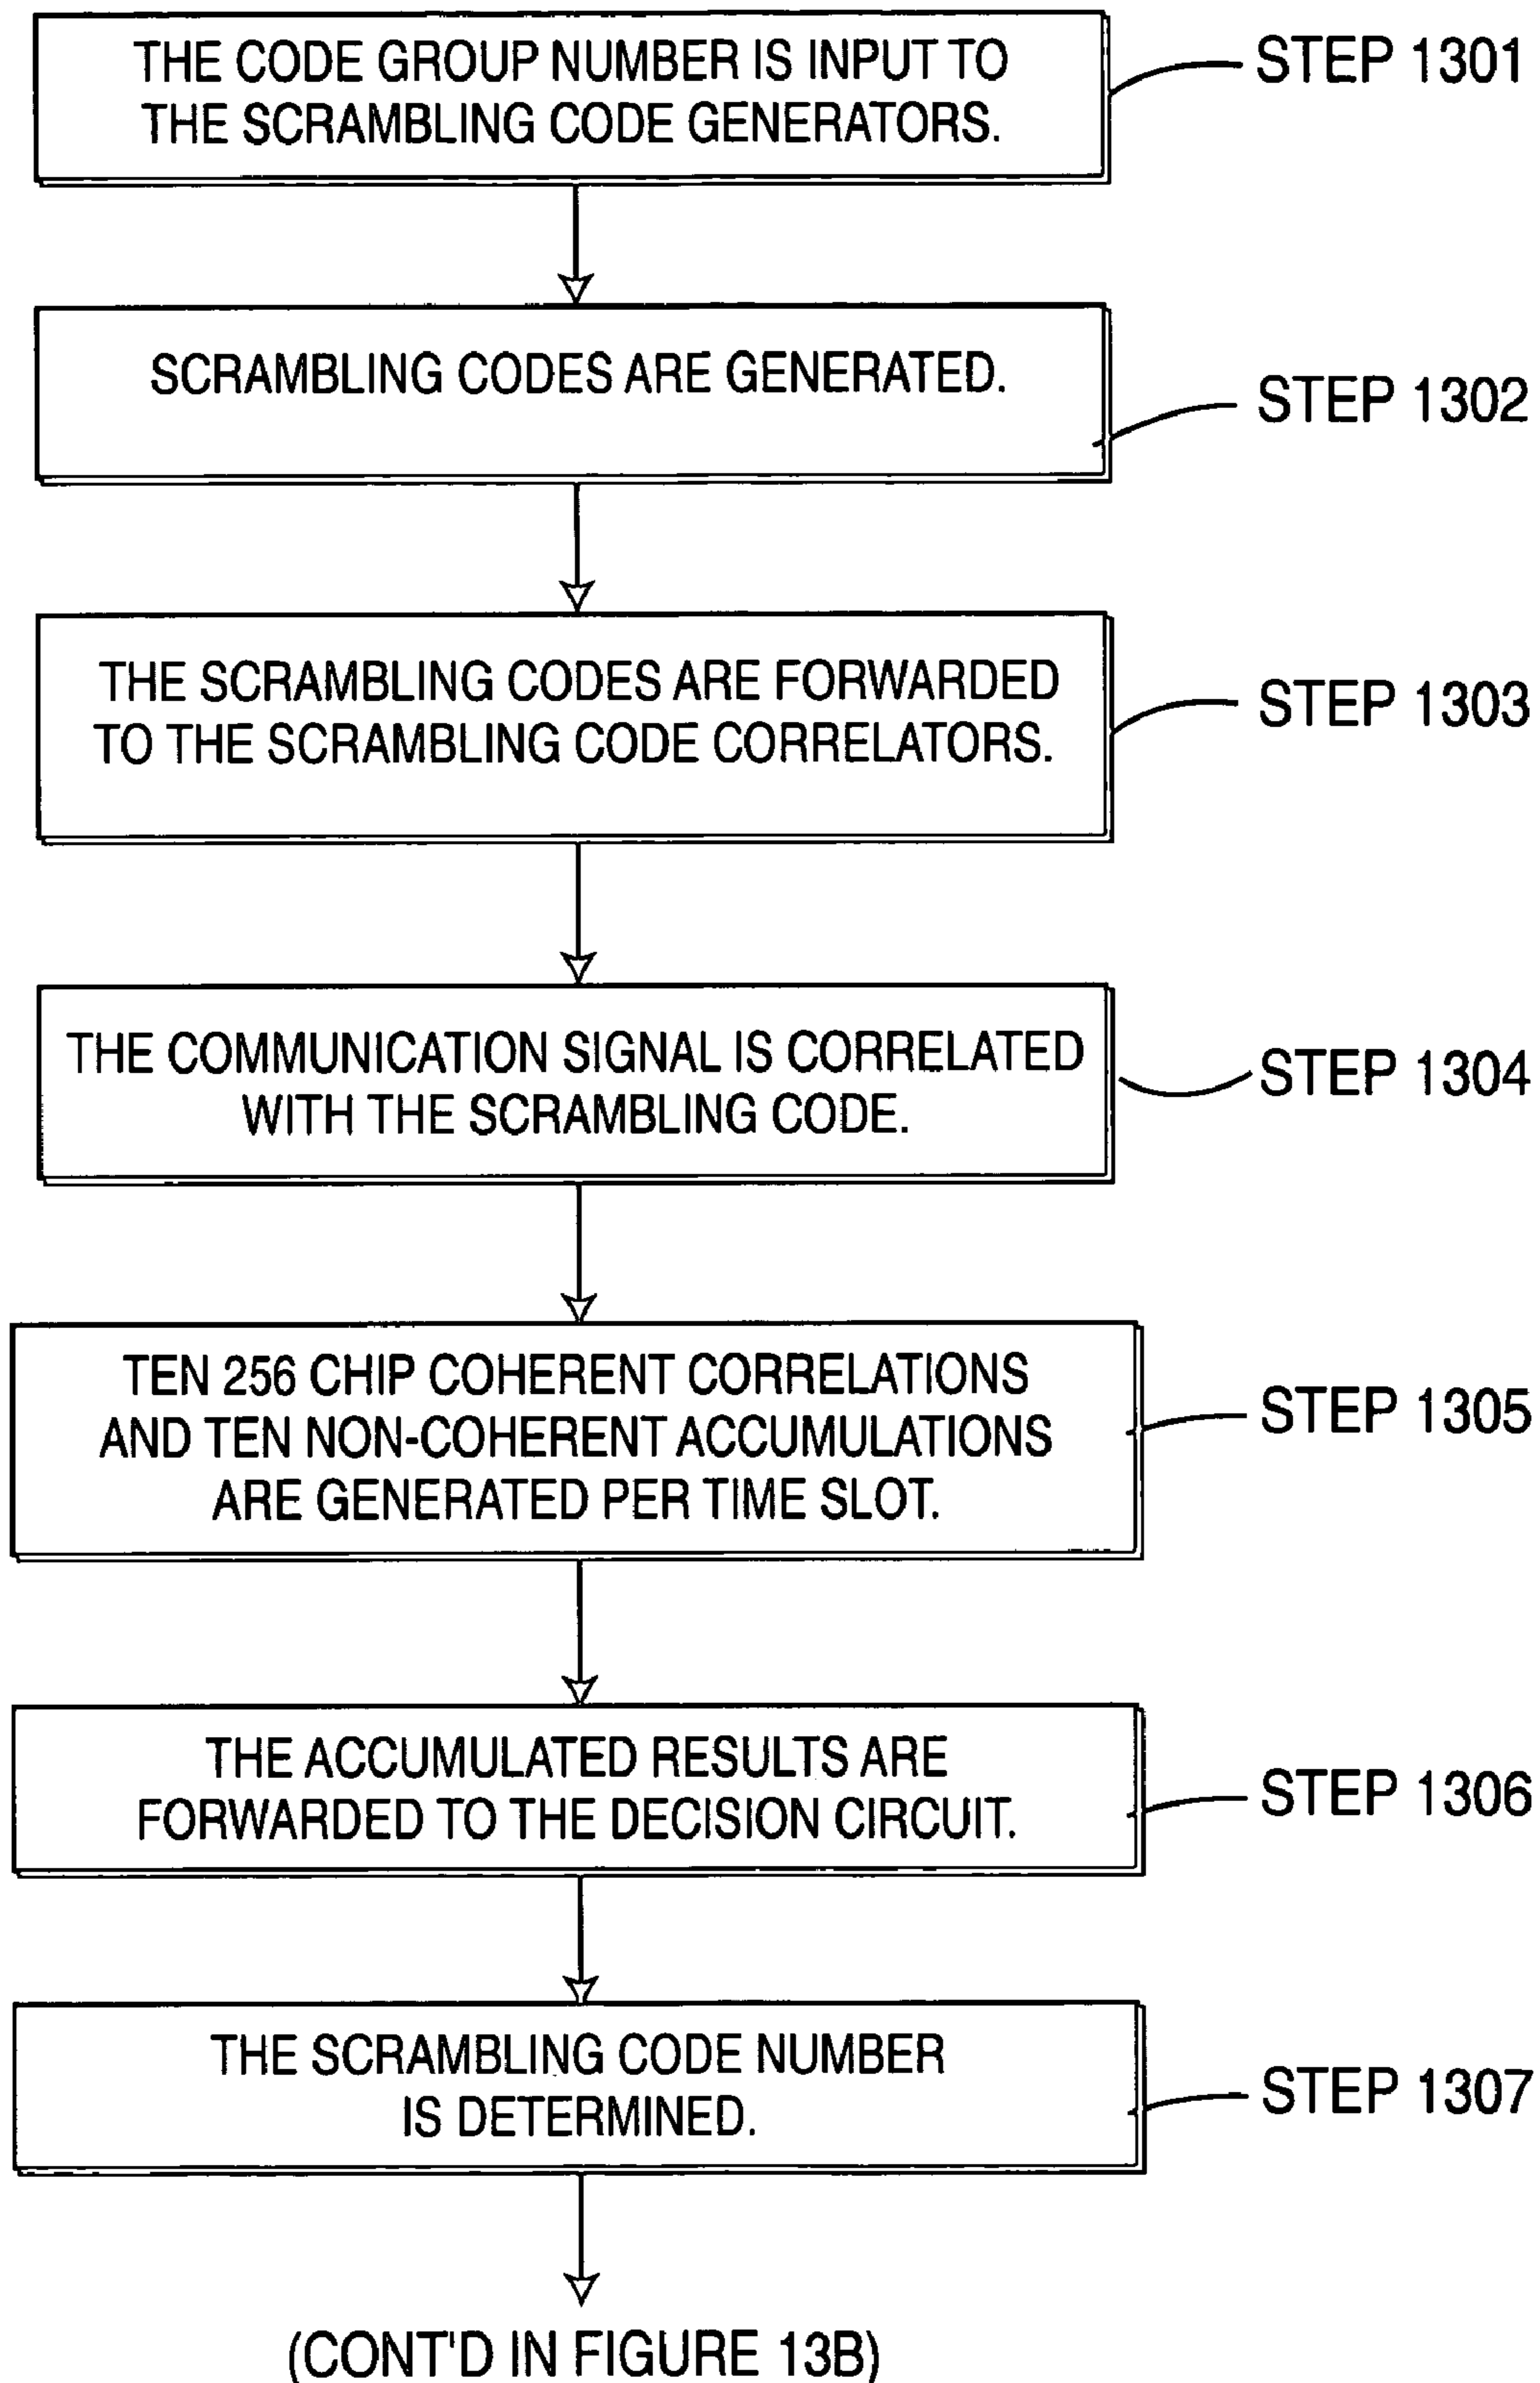 THE CODE GROUP NUMBER IS INPUT TO
THE SCRAMBLING CODE GENERATORS.
STEP 1301
SCRAMBLING CODES ARE GENERATED.
STEP 1302
THE SCRAMBLING CODES ARE FORWARDED
TO THE SCRAMBLING CODE CORRELATORS.
STEP 1303
THE COMMUNICATION SIGNAL IS CORRELATED
WITH THE SCRAMBLING CODE.
STEP 1304
TEN 256 CHIP COHERENT CORRELATIONS
AND TEN NON-COHERENT ACCUMULATIONS
ARE GENERATED PER TIME SLOT.
STEP 1305
THE ACCUMULATED RESULTS ARE
FORWARDED TO THE DECISION CIRCUIT.
STEP 1306
THE SCRAMBLING CODE NUMBER
IS DETERMINED.
STEP 1307
(CONT'D IN FIGURE 13B)